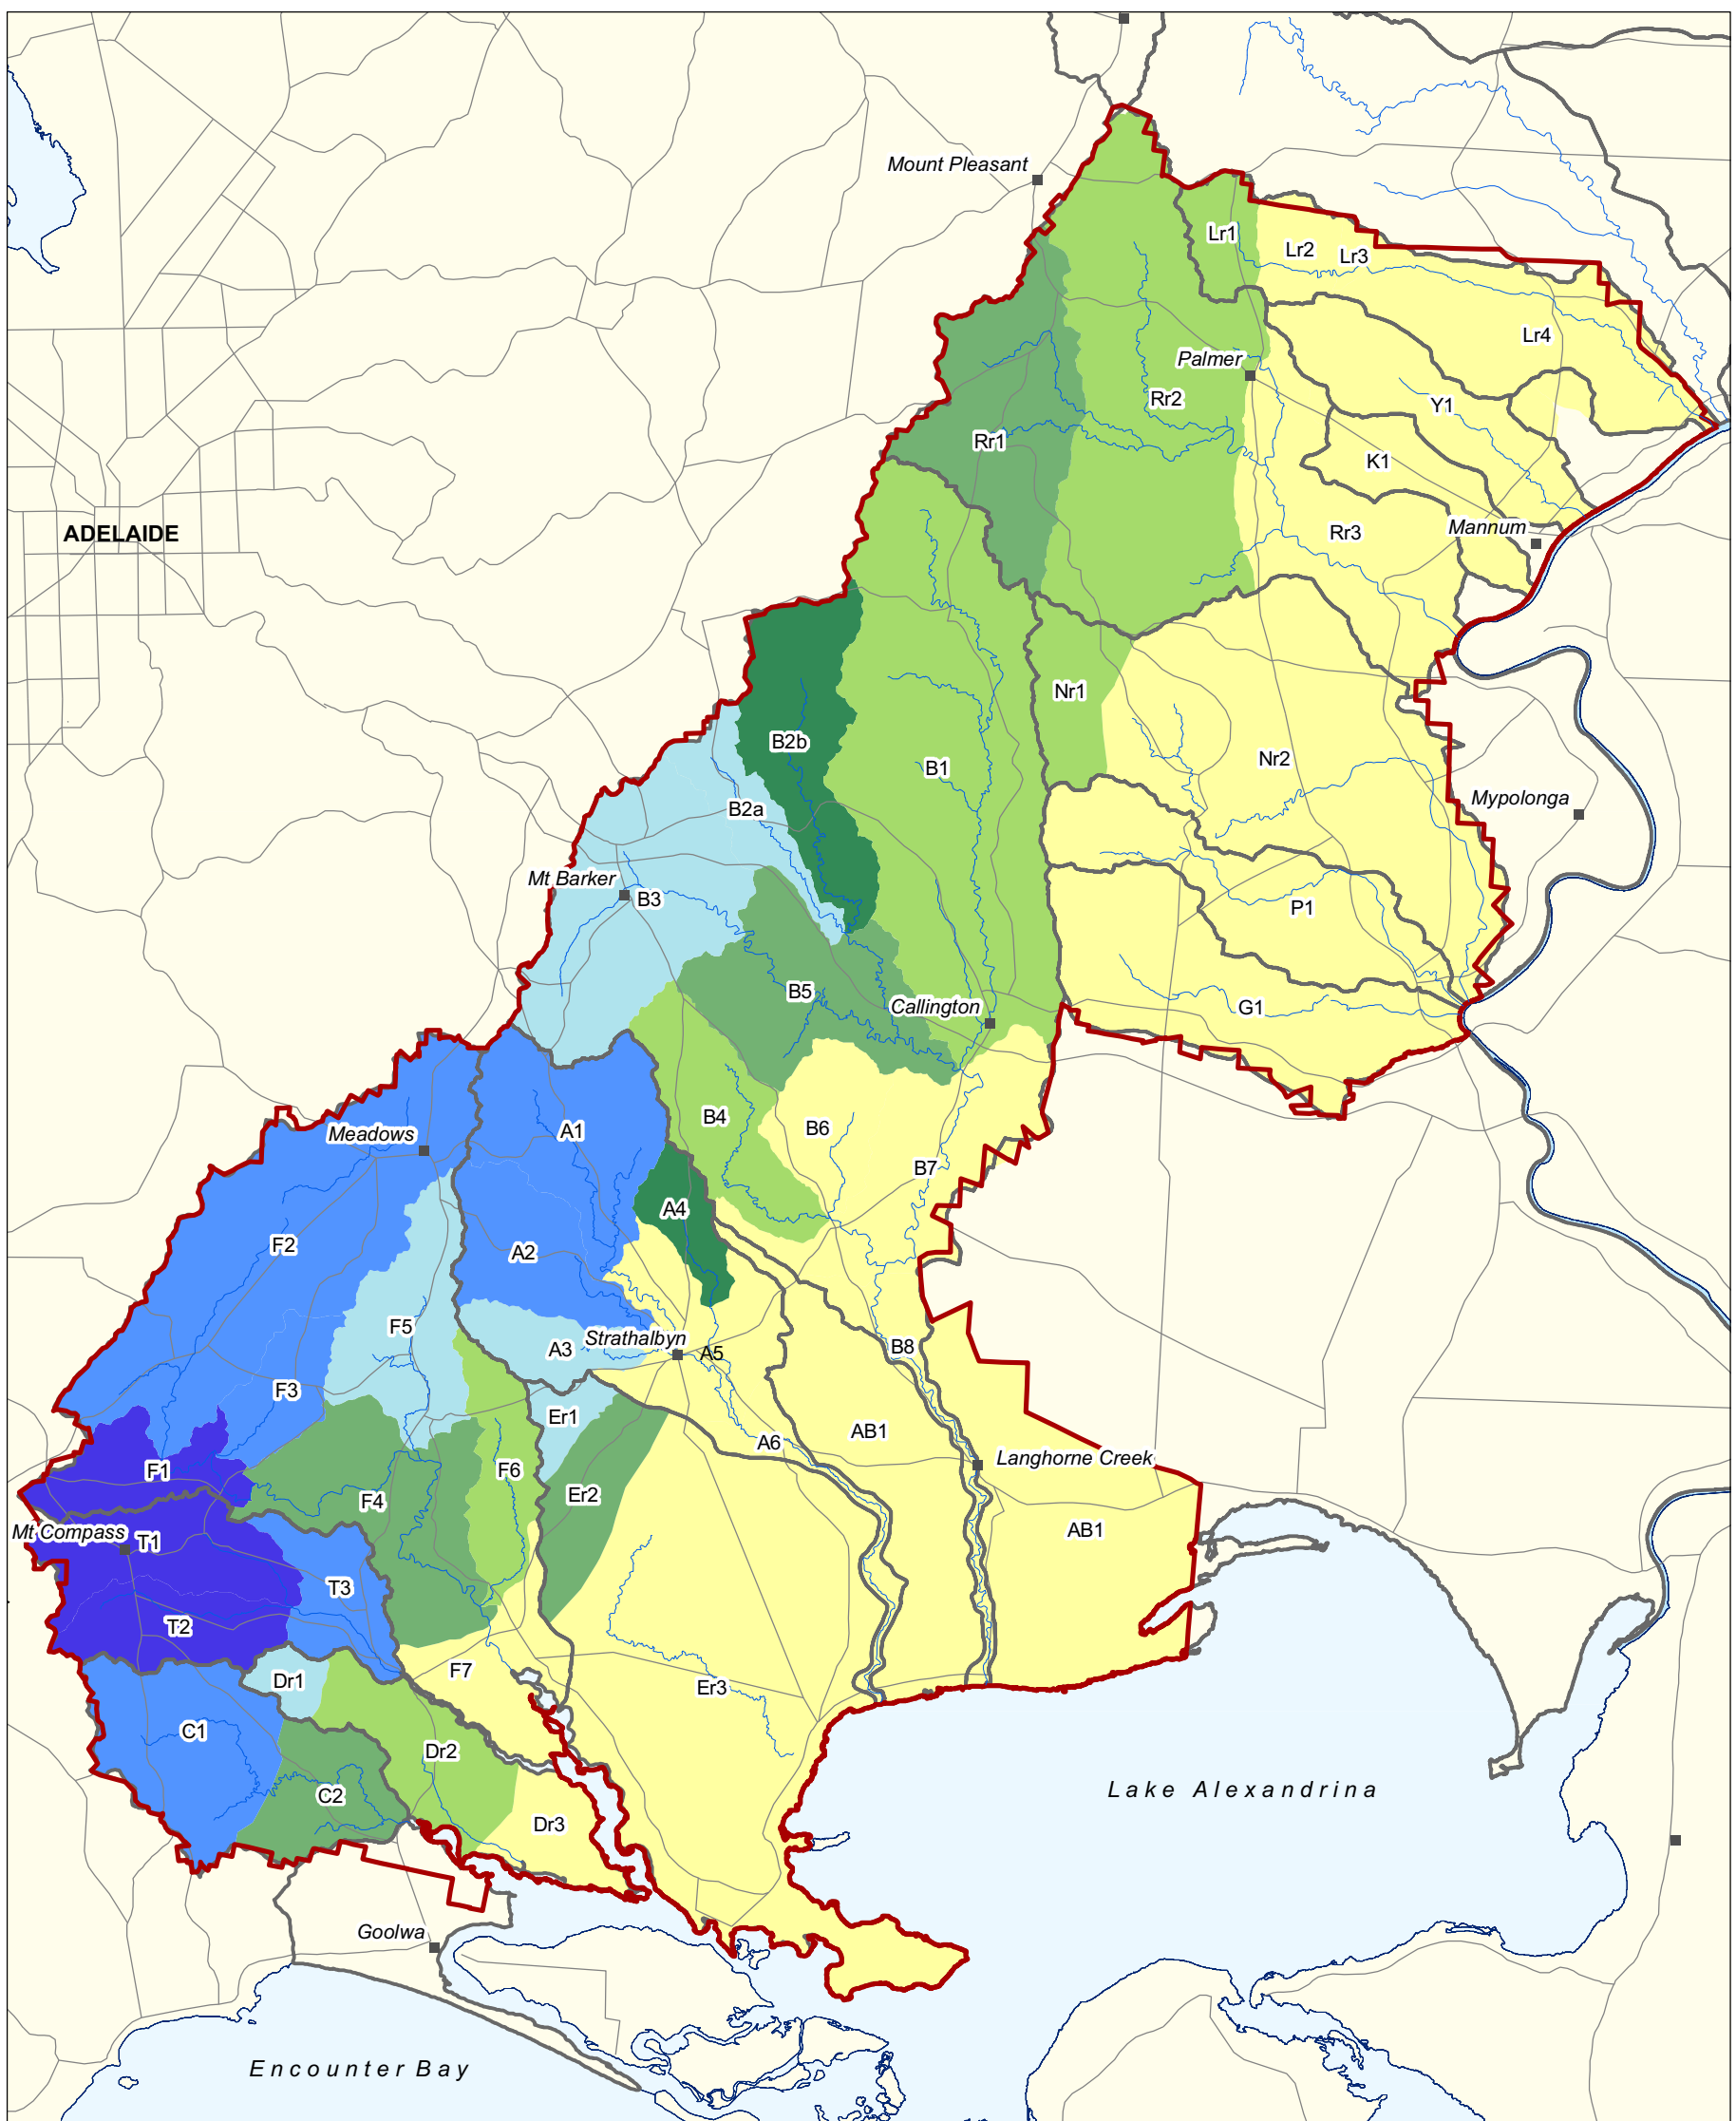 Mount Pleasant
Lr1
Lr2
Lr3
Lr4
Palmer
Rr2
Y1
Rr1
K1
ADELAIDE
Rr3
Mannum
Nr1
B2b
Nr2
B1
Mypolonga
B2a
Mt Barker
B3
P1
B5
Callington
G1
B4
B6
A1
Meadows
B7
A4
F2
A2
F5
Strathalbyn
A3
A5
B8
F3
Er1
AB1
A6
Langhorne Creek
F1
F6
Er2
F4
AB1
Mt Compass
T1
T3
T2
F7
Dr1
Er3
C1
Dr2
C2
Lake Alexandrina
Dr3
Goolwa
Encounter Bay